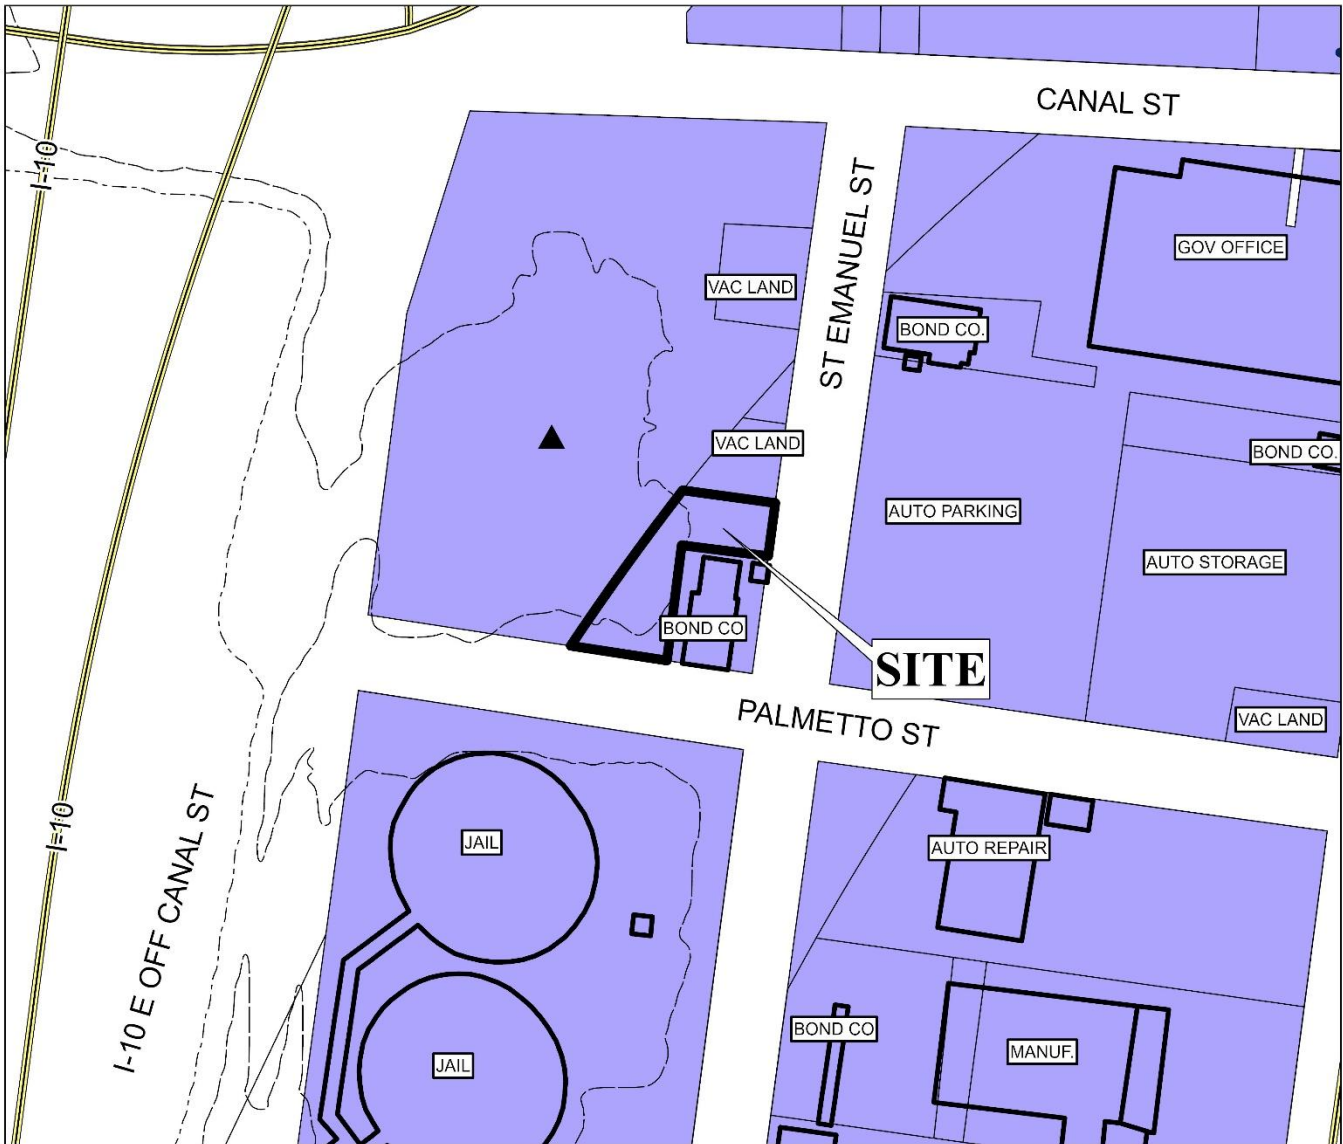 CANAL ST
I-10
ST EMANUEL ST
GOV OFFICE
VAC LAND
BOND CO.
VAC LAND
BOND CO.
AUTO PARKING
AUTO STORAGE
BOND CO
SITE
PALMETTO ST
VAC LAND
I-10
I-10 E OFF CANAL ST
JAIL
AUTO REPAIR
BOND CO
MANUF.
JAIL